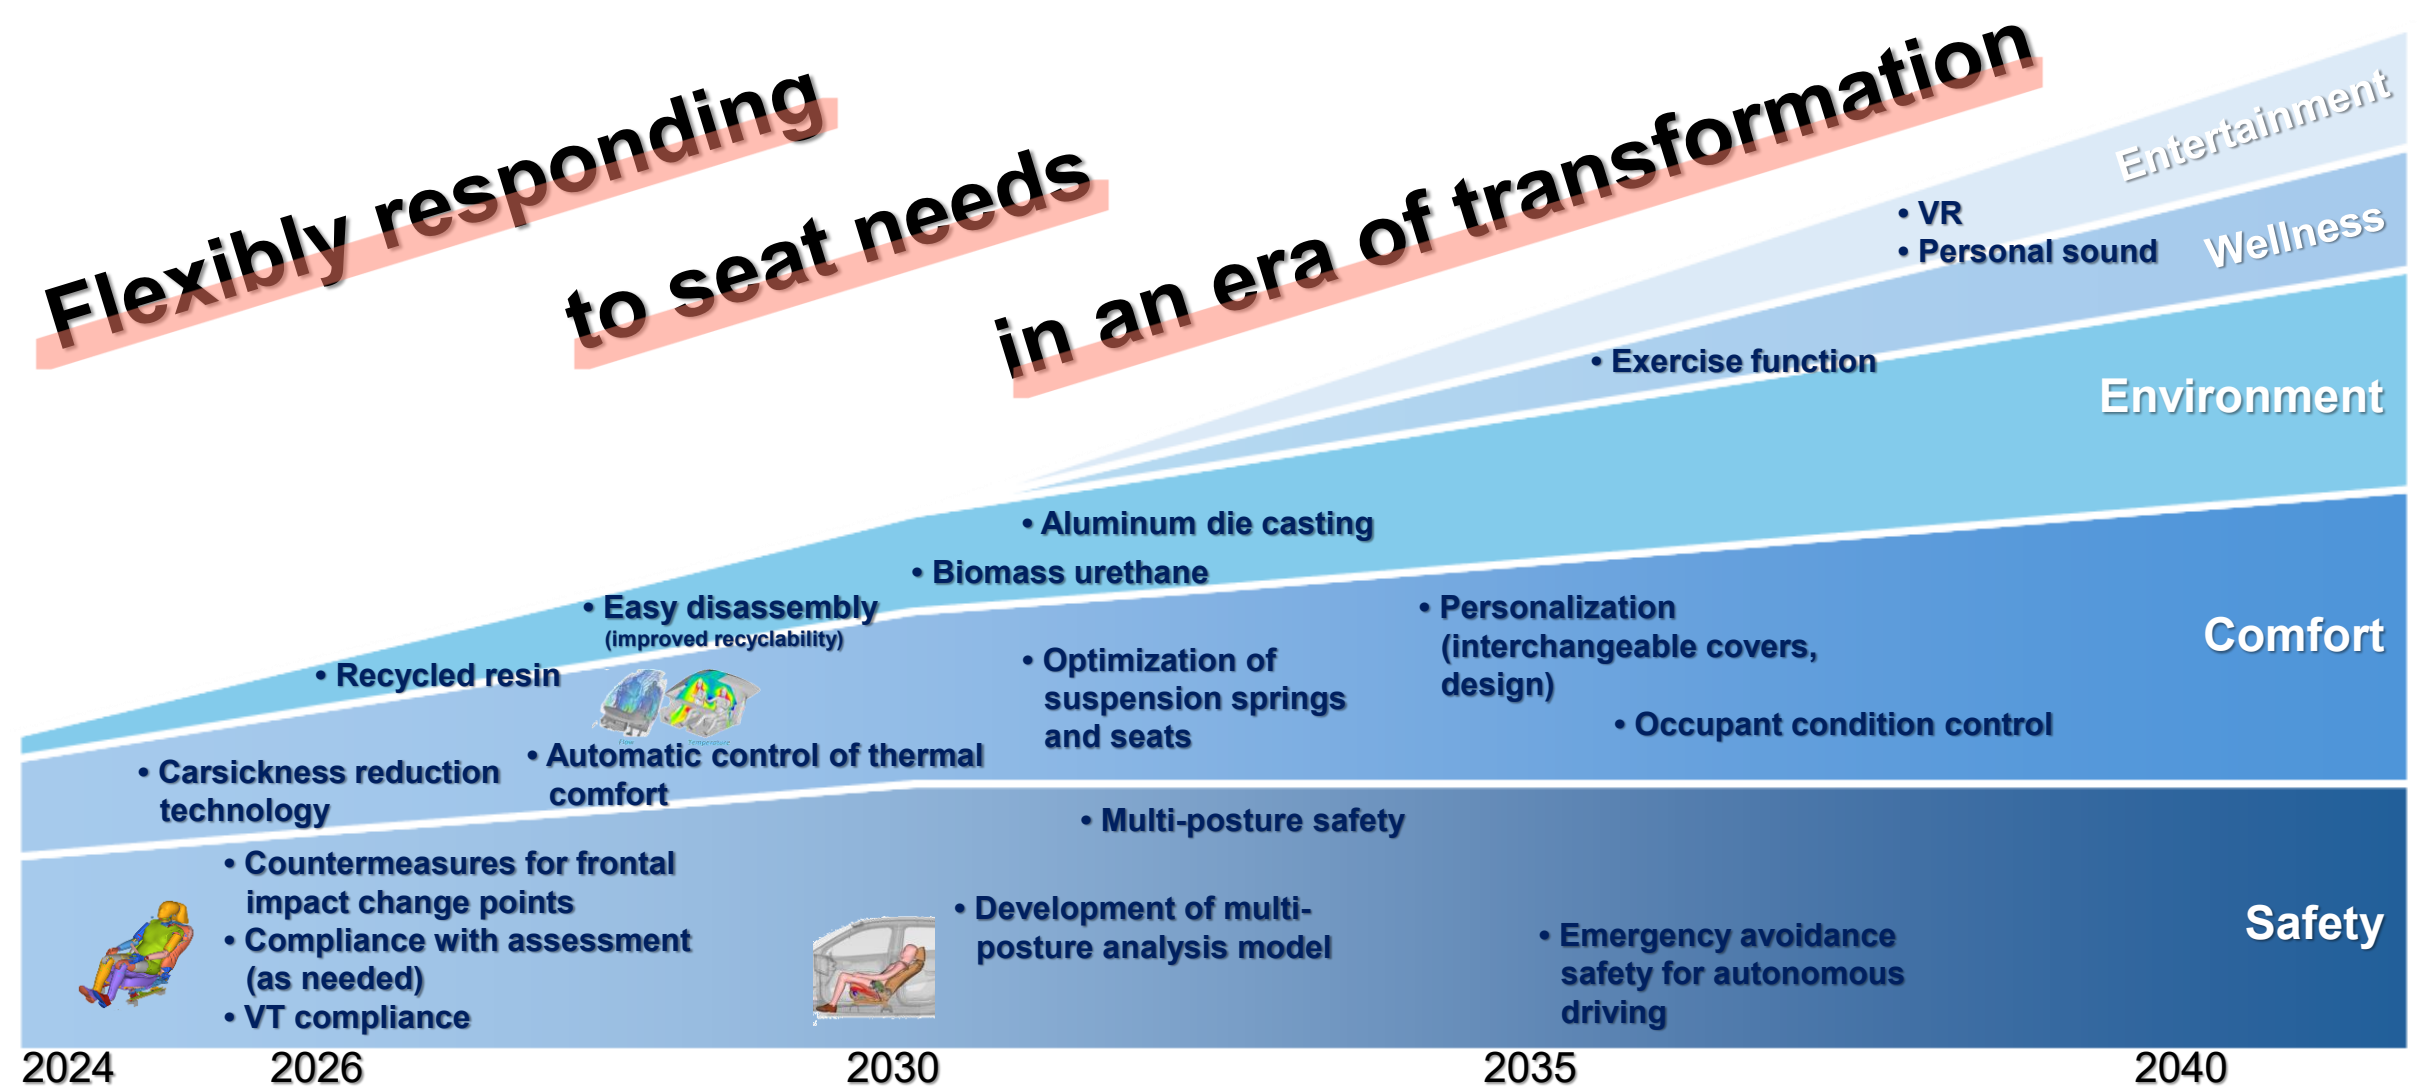 Flexibly responding
to seat needs
in an era of transformation
Entertainment
• VR
• Personal sound
Wellness
• Exercise function
Environment
• Aluminum die casting
• Biomass urethane
• Easy disassembly
(improved recyclability)
• Recycled resin
Comfort
• Personalization
(interchangeable covers,
design)
• Optimization of
suspension springs
and seats
• Occupant condition control
Flow
Temperature
• Automatic control of thermal
comfort
• Carsickness reduction
technology
Safety
• Multi-posture safety
• Countermeasures for frontal
impact change points
• Compliance with assessment
(as needed)
• VT compliance
• Development of multi-
posture analysis model
• Emergency avoidance
safety for autonomous
driving
2024
2026
2030
2035
2040